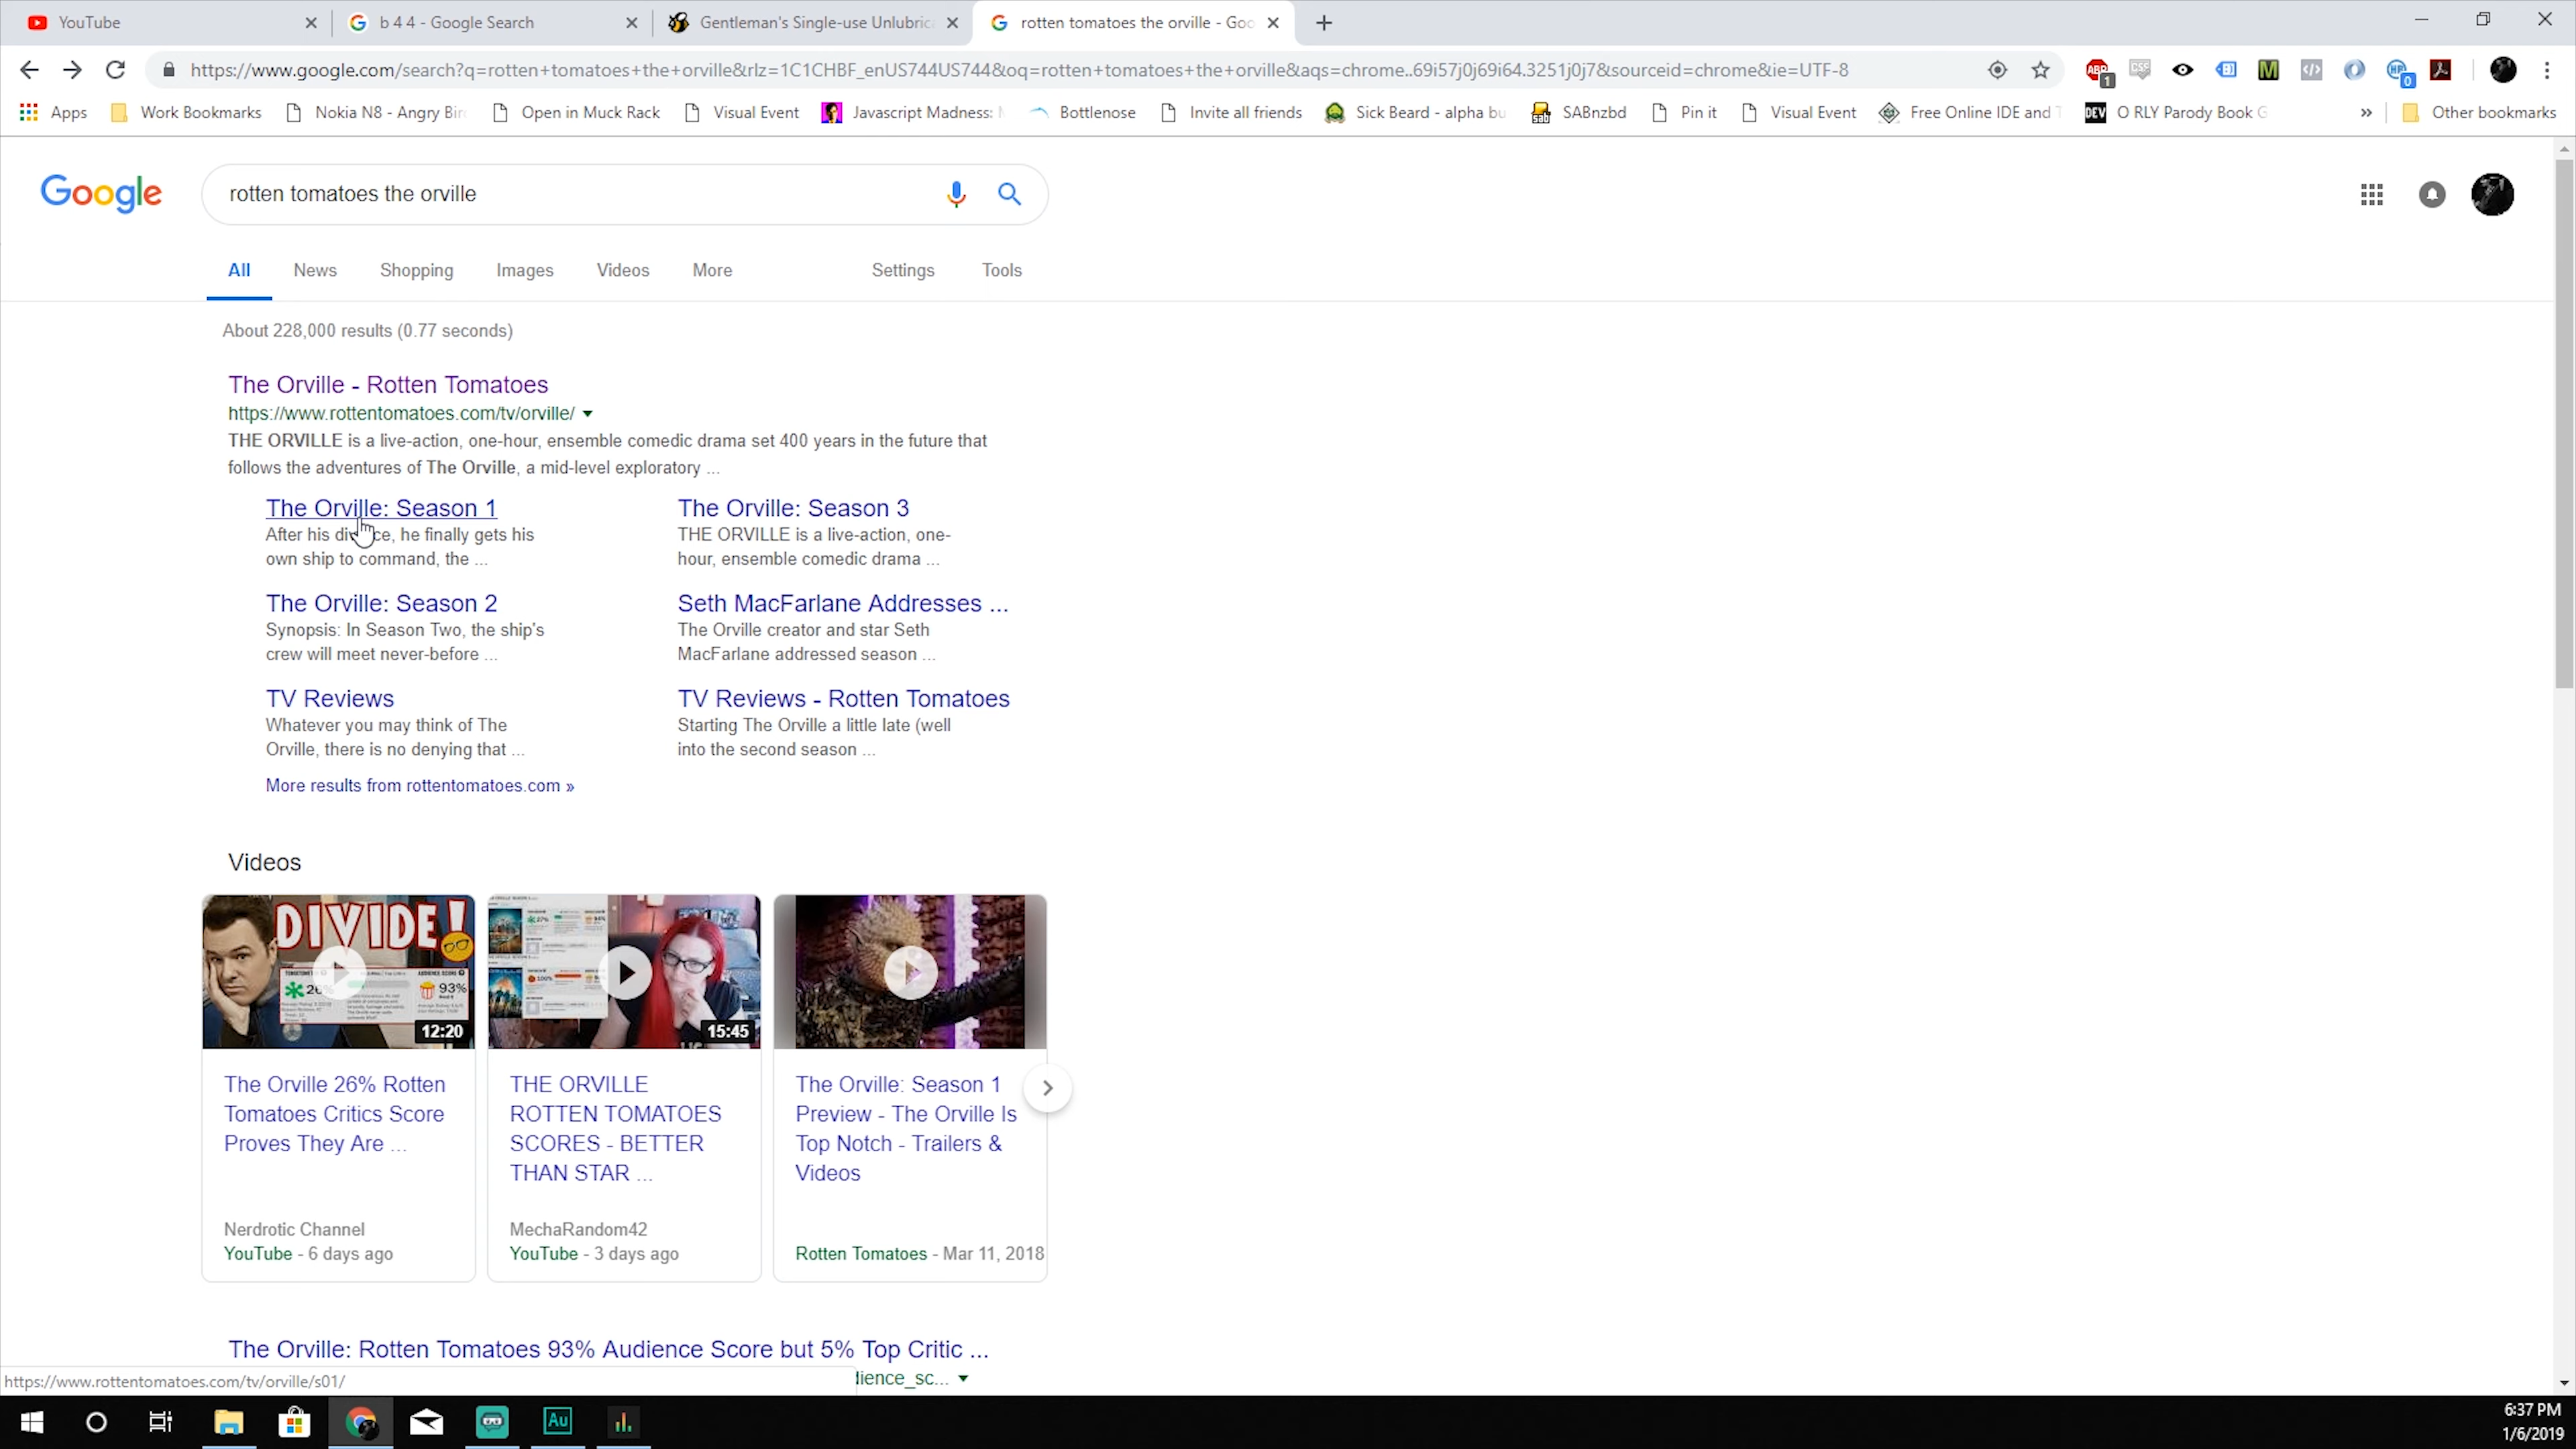 YouTube
b 4 4 - Google Search
Gentleman's Single-use Unlubric
rotten tomatoes the orville - Goo
https://www.google.com/search?q=rotten+tomatoes+the+orville&rlz=1C1CHBF_enUS744US744&oq=rotten+tomatoes+the+orville&aqs=chrome..69i57j0j69i64.3251j0j7&sourceid=chrome&ie=UTF-8
ABP 1
CSS
M
0
Apps
Work Bookmarks
Nokia N8 - Angry Bir
Open in Muck Rack
Visual Event
Javascript Madness:
Bottlenose
Invite all friends
Sick Beard - alpha bu
SABnzbd
Pin it
Visual Event
Free Online IDE and
DEV
O RLY Parody Book G
»
Other bookmarks
Google
rotten tomatoes the orville
All News Shopping Images Videos More Settings Tools
About 228,000 results (0.77 seconds)
The Orville - Rotten Tomatoes
https://www.rottentomatoes.com/tv/orville/
THE ORVILLE is a live-action, one-hour, ensemble comedic drama set 400 years in the future that
follows the adventures of The Orville, a mid-level exploratory ...
The Orville: Season 1
After his divorce, he finally gets his
own ship to command, the ...
The Orville: Season 3
THE ORVILLE is a live-action, one-
hour, ensemble comedic drama ...
The Orville: Season 2
Synopsis: In Season Two, the ship's
crew will meet never-before ...
Seth MacFarlane Addresses ...
The Orville creator and star Seth
MacFarlane addressed season ...
TV Reviews
Whatever you may think of The
Orville, there is no denying that ...
TV Reviews - Rotten Tomatoes
Starting The Orville a little late (well
into the second season ...
More results from rottentomatoes.com »
Videos
DIVIDE!
AUDIENCE SCORE
93%
12:20
15:45
The Orville 26% Rotten
Tomatoes Critics Score
Proves They Are ...
Nerdrotic Channel
YouTube - 6 days ago
THE ORVILLE
ROTTEN TOMATOES
SCORES - BETTER
THAN STAR ...
MechaRandom42
YouTube - 3 days ago
The Orville: Season 1
Preview - The Orville Is
Top Notch - Trailers &
Videos
Rotten Tomatoes - Mar 11, 2018
The Orville: Rotten Tomatoes 93% Audience Score but 5% Top Critic ...
dience_sc...
https://www.rottentomatoes.com/tv/orville/s01/
Au
6:37 PM
1/6/2019